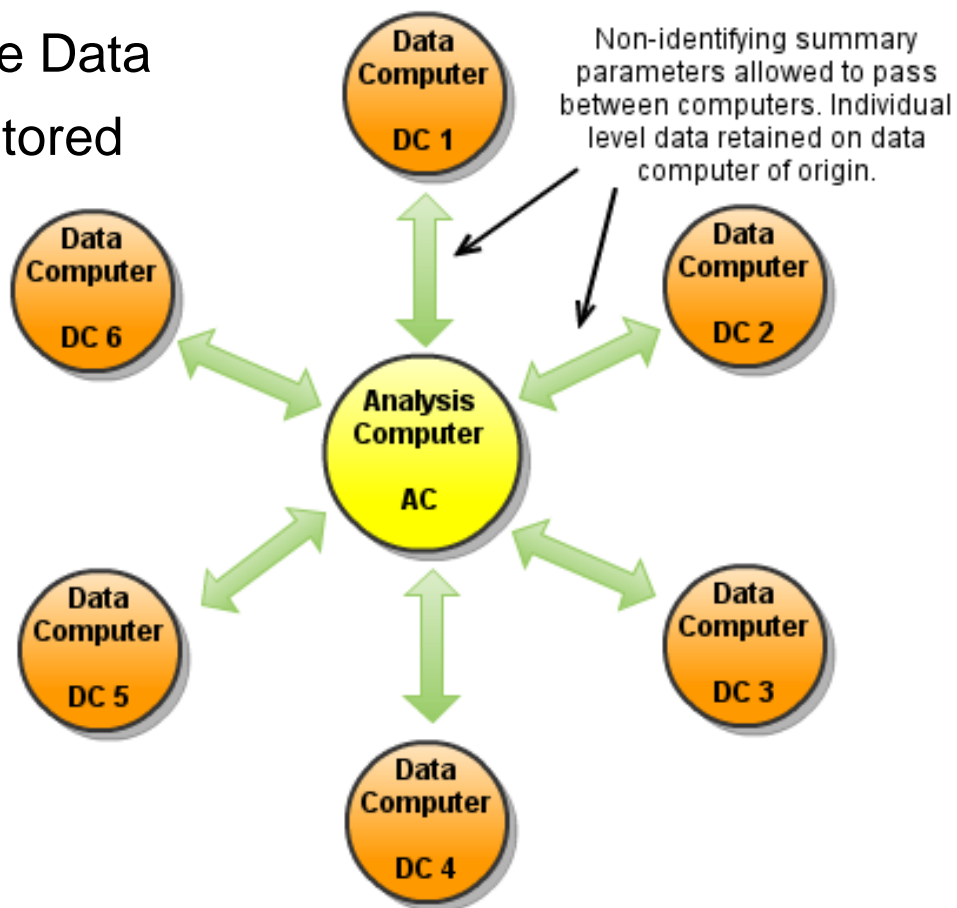 e Data
tored
Data
Computer
DC 1
Non-identifying summary
parameters allowed to pass
between computers. Individual
level data retained on data
computer of origin.
Data
Computer
DC 6
Data
Computer
DC 2
Analysis
Computer
AC
Data
Computer
DC 5
Data
Computer
DC 3
Data
Computer
DC 4